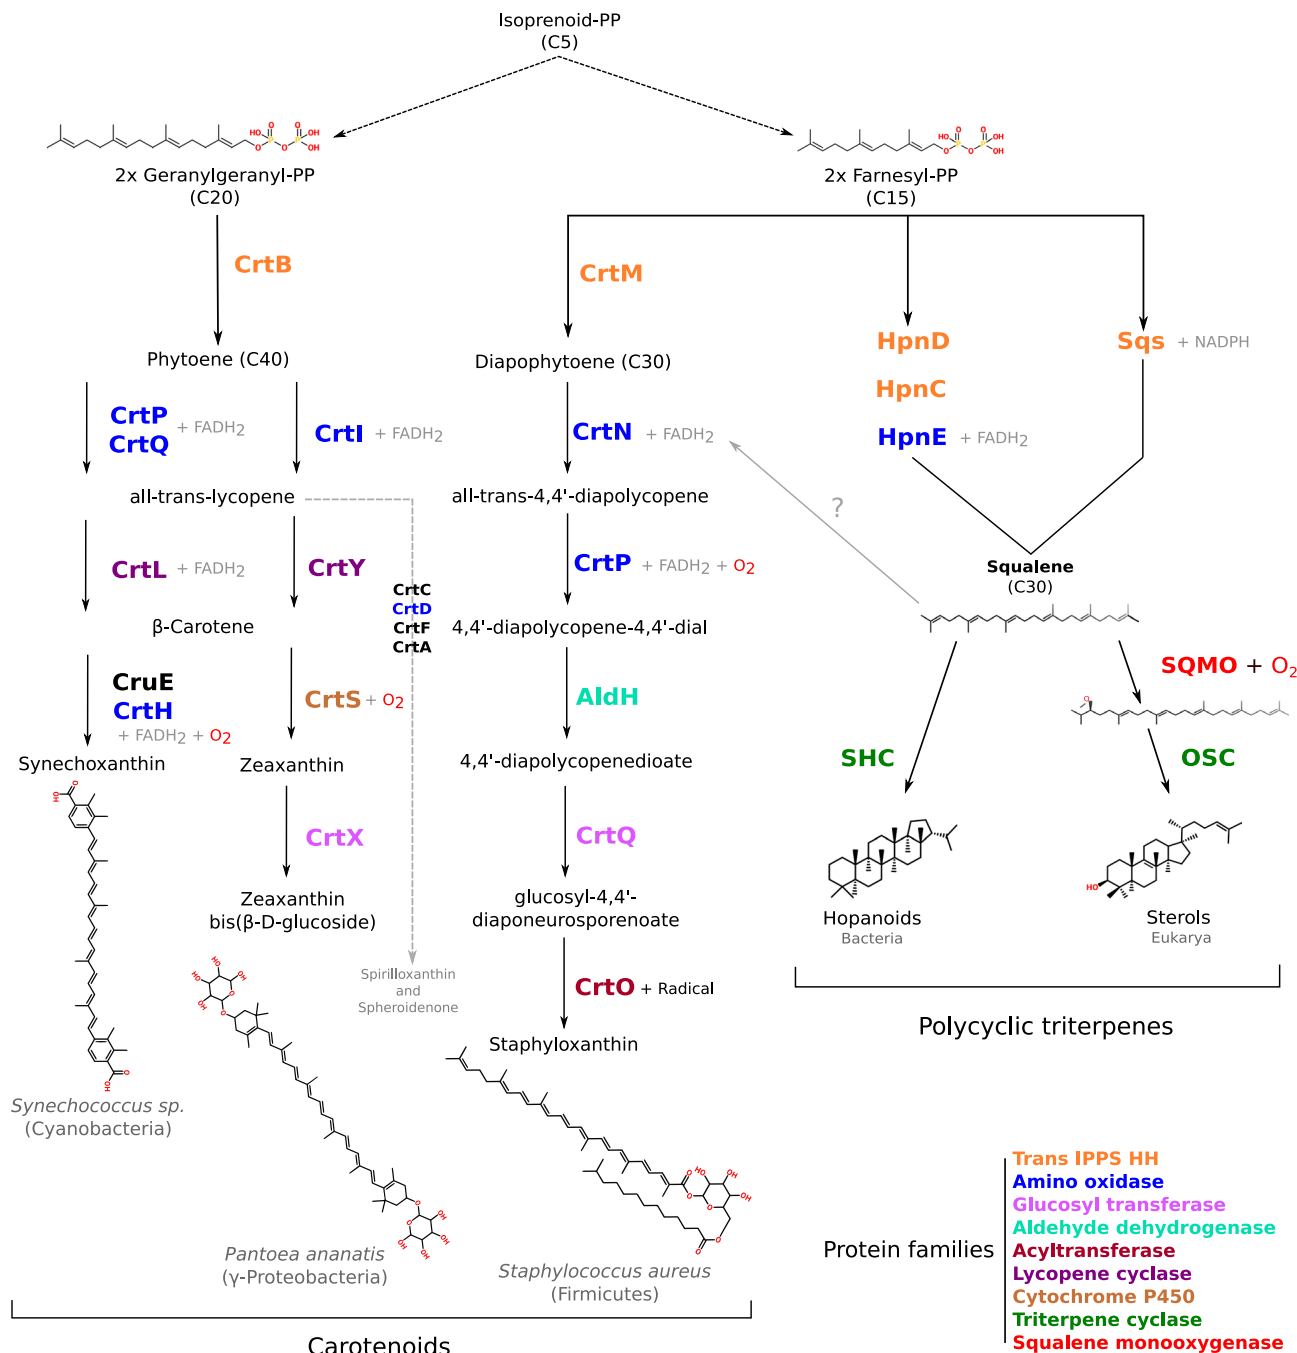 Isoprenoid-PP
(C5)
2x Geranylgeranyl-PP
(C20)
2x Farnesyl-PP
(C15)
CrtB
CrtM
HpnD
Sqs + NADPH
Phytoene (C40)
Diapophytoene (C30)
HpnC
CrtP
CrtQ
+ FADH2
CrtI + FADH2
CrtN + FADH2
HpnE + FADH2
all-trans-lycopene
all-trans-4,4'-diapolycopene
?
CrtL + FADH2
CrtY
CrtP + FADH2 + O2
Squalene
(C30)
CrtC
CrtD
CrtF
CrtA
β-Carotene
4,4'-diapolycopene-4,4'-dial
CruE
CrtH
+ FADH2 + O2
CrtS + O2
AldH
SQMO + O2
O
Synechoxanthin
Zeaxanthin
4,4'-diapolycopenedioate
SHC
OSC
HO
O
CrtX
CrtQ
HO
Zeaxanthin
bis(β-D-glucoside)
glucosyl-4,4'-
diaponeurosporenoate
Hopanoids
Bacteria
Sterols
Eukarya
Spirilloxanthin
and
Spheroidenone
CrtO + Radical
Polycyclic triterpenes
Staphyloxanthin
Synechococcus sp.
(Cyanobacteria)
Pantoea ananatis
(γ-Proteobacteria)
Staphylococcus aureus
(Firmicutes)
Carotenoids
Protein families
Trans IPPS HH
Amino oxidase
Glucosyl transferase
Aldehyde dehydrogenase
Acyltransferase
Lycopene cyclase
Cytochrome P450
Triterpene cyclase
Squalene monooxygenase